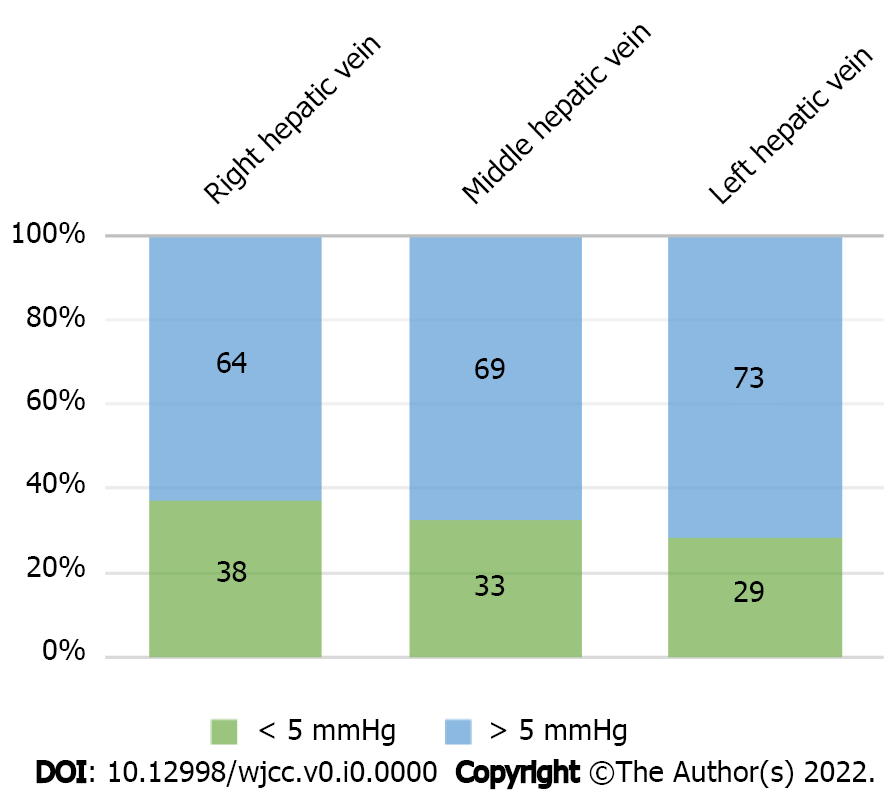 Right hepatic vein
Middle hepatic vein
Left hepatic vein
100%
80%
60%
40%
20%
0%
64
69
73
38
33
29
< 5 mmHg
> 5 mmHg
DOI: 10.12998/wjcc.v0.i0.0000 Copyright ©The Author(s) 2022.